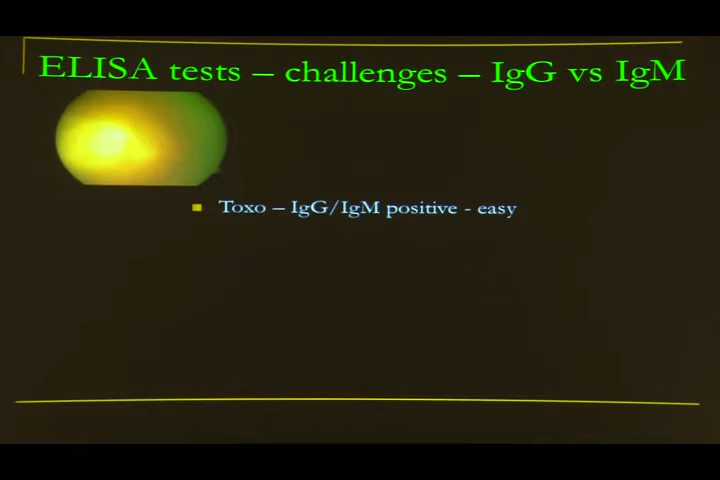 ELISA tests – challenges – IgG vs IgM
Toxo – IgG/IgM positive - easy